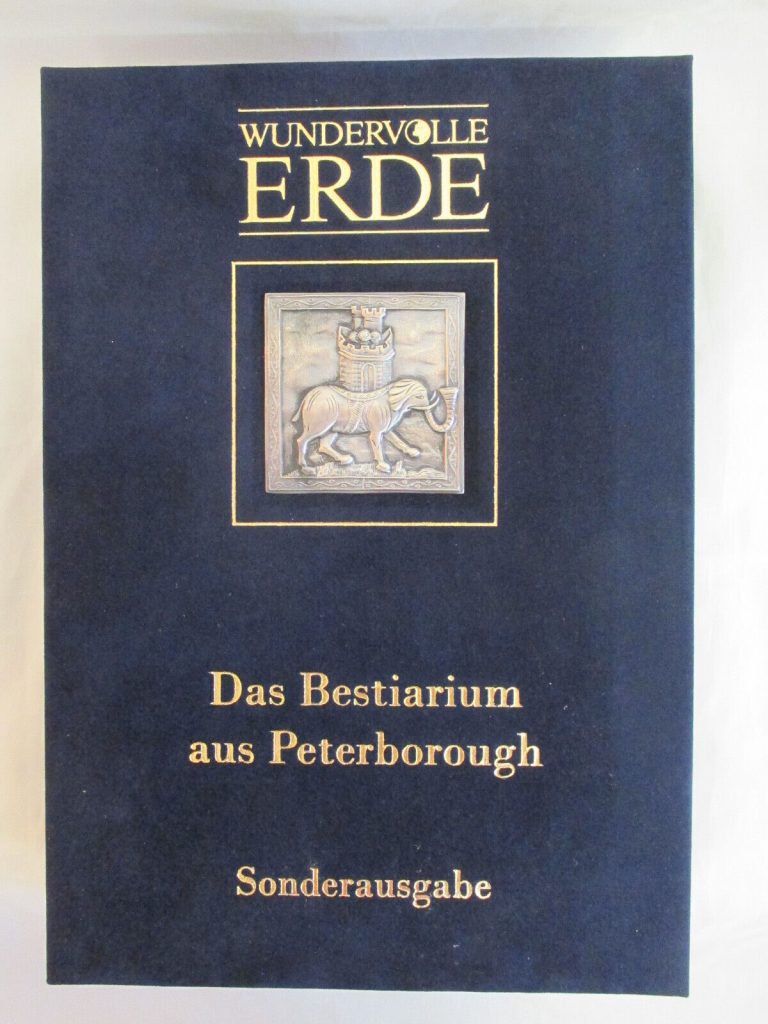 WUNDERVOLLE
ERDE
Das Bestiarium
aus Peterborough
Sonderausgabe